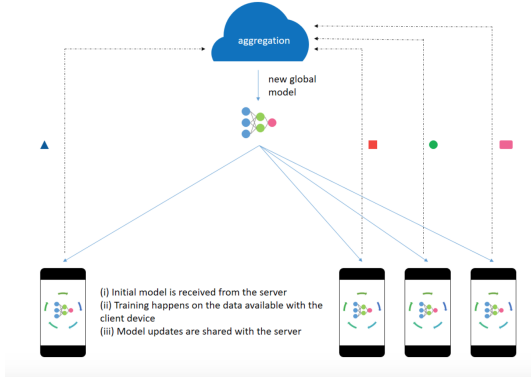 aggregation
new global
model
(i) Initial model is received from the server
(ii) Training happens on the data available with the
client device
(iii) Model updates are shared with the server